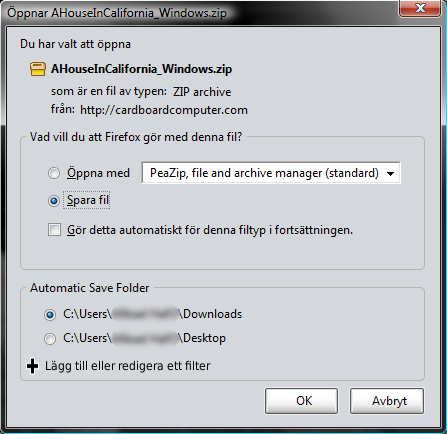 Öppnar AHouseInCalifornia_Windows.zip
Du har valt att öppna
AHouseInCalifornia_Windows.zip
som är en fil av typen: ZIP archive
från: http://cardboardcomputer.com
Vad vill du att Firefox gör med denna fil?
Öppna med PeaZip, file and archive manager (standard)
Spara fil
Gör detta automatiskt för denna filtyp i fortsättningen.
Automatic Save Folder
C:\Users\ \Downloads
C:\Users\ \Desktop
Lägg till eller redigera ett filter
OK Avbryt